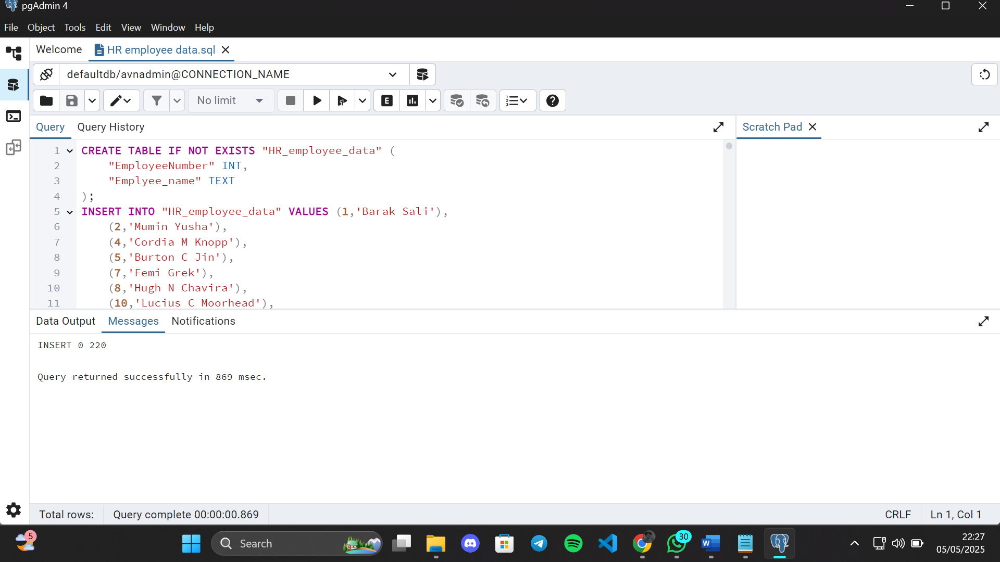 pgAdmin 4
File Object Tools Edit View Window Help
Welcome HR employee data.sql
defaultdb/avnadmin@CONNECTION_NAME
No limit E
Query Query History Scratch Pad
1 CREATE TABLE IF NOT EXISTS "HR_employee_data" (
2 "EmployeeNumber" INT,
3 "Emplyee_name" TEXT
4 );
5 INSERT INTO "HR_employee_data" VALUES (1,'Barak Sali'),
6 (2,'Mumin Yusha'),
7 (4,'Cordia M Knopp'),
8 (5,'Burton C Jin'),
9 (7,'Femi Grek'),
10 (8,'Hugh N Chavira'),
11 (10,'Lucius C Moorhead'),
Data Output Messages Notifications
INSERT 0 220
Query returned successfully in 869 msec.
Total rows: Query complete 00:00:00.869 CRLF Ln 1, Col 1
5 Search 30 22:27
05/05/2025